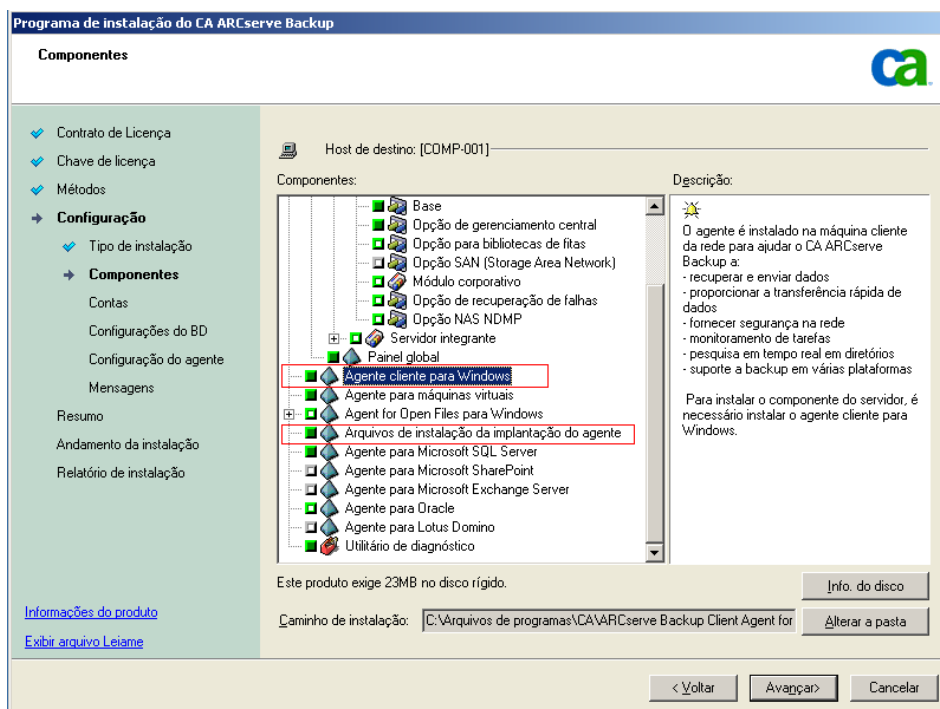 Programa de instalação do CA ARCserve Backup
Componentes
ca
Contrato de Licença
Chave de licença
Métodos
Configuração
Tipo de instalação
Componentes
Contas
Configurações do BD
Configuração do agente
Mensagens
Resumo
Andamento da instalação
Relatório de instalação
Informações do produto
Exibir arquivo Leiame
Host de destino: [COMP-001]
Componentes:
Base
Opção de gerenciamento central
Opção para bibliotecas de fitas
Opção SAN (Storage Area Network)
Módulo corporativo
Opção de recuperação de falhas
Opção NAS NDMP
Servidor integrante
Painel global
Agente cliente para Windows
Agente para máquinas virtuais
Agent for Open Files para Windows
Arquivos de instalação da implantação do agente
Agente para Microsoft SQL Server
Agente para Microsoft SharePoint
Agente para Microsoft Exchange Server
Agente para Oracle
Agente para Lotus Domino
Utilitário de diagnóstico
Descrição:
O agente é instalado na máquina cliente
da rede para ajudar o CA ARCserve
Backup a:
- recuperar e enviar dados
- proporcionar a transferência rápida de
dados
- fornecer segurança na rede
- monitoramento de tarefas
- pesquisa em tempo real em diretórios
- suporte a backup em várias plataformas
Para instalar o componente do servidor, é
necessário instalar o agente cliente para
Windows.
Este produto exige 23MB no disco rígido.
Info. do disco
Caminho de instalação: C:\Arquivos de programas\CA\ARCserve Backup Client Agent for
Alterar a pasta
< Voltar
Avançar>
Cancelar